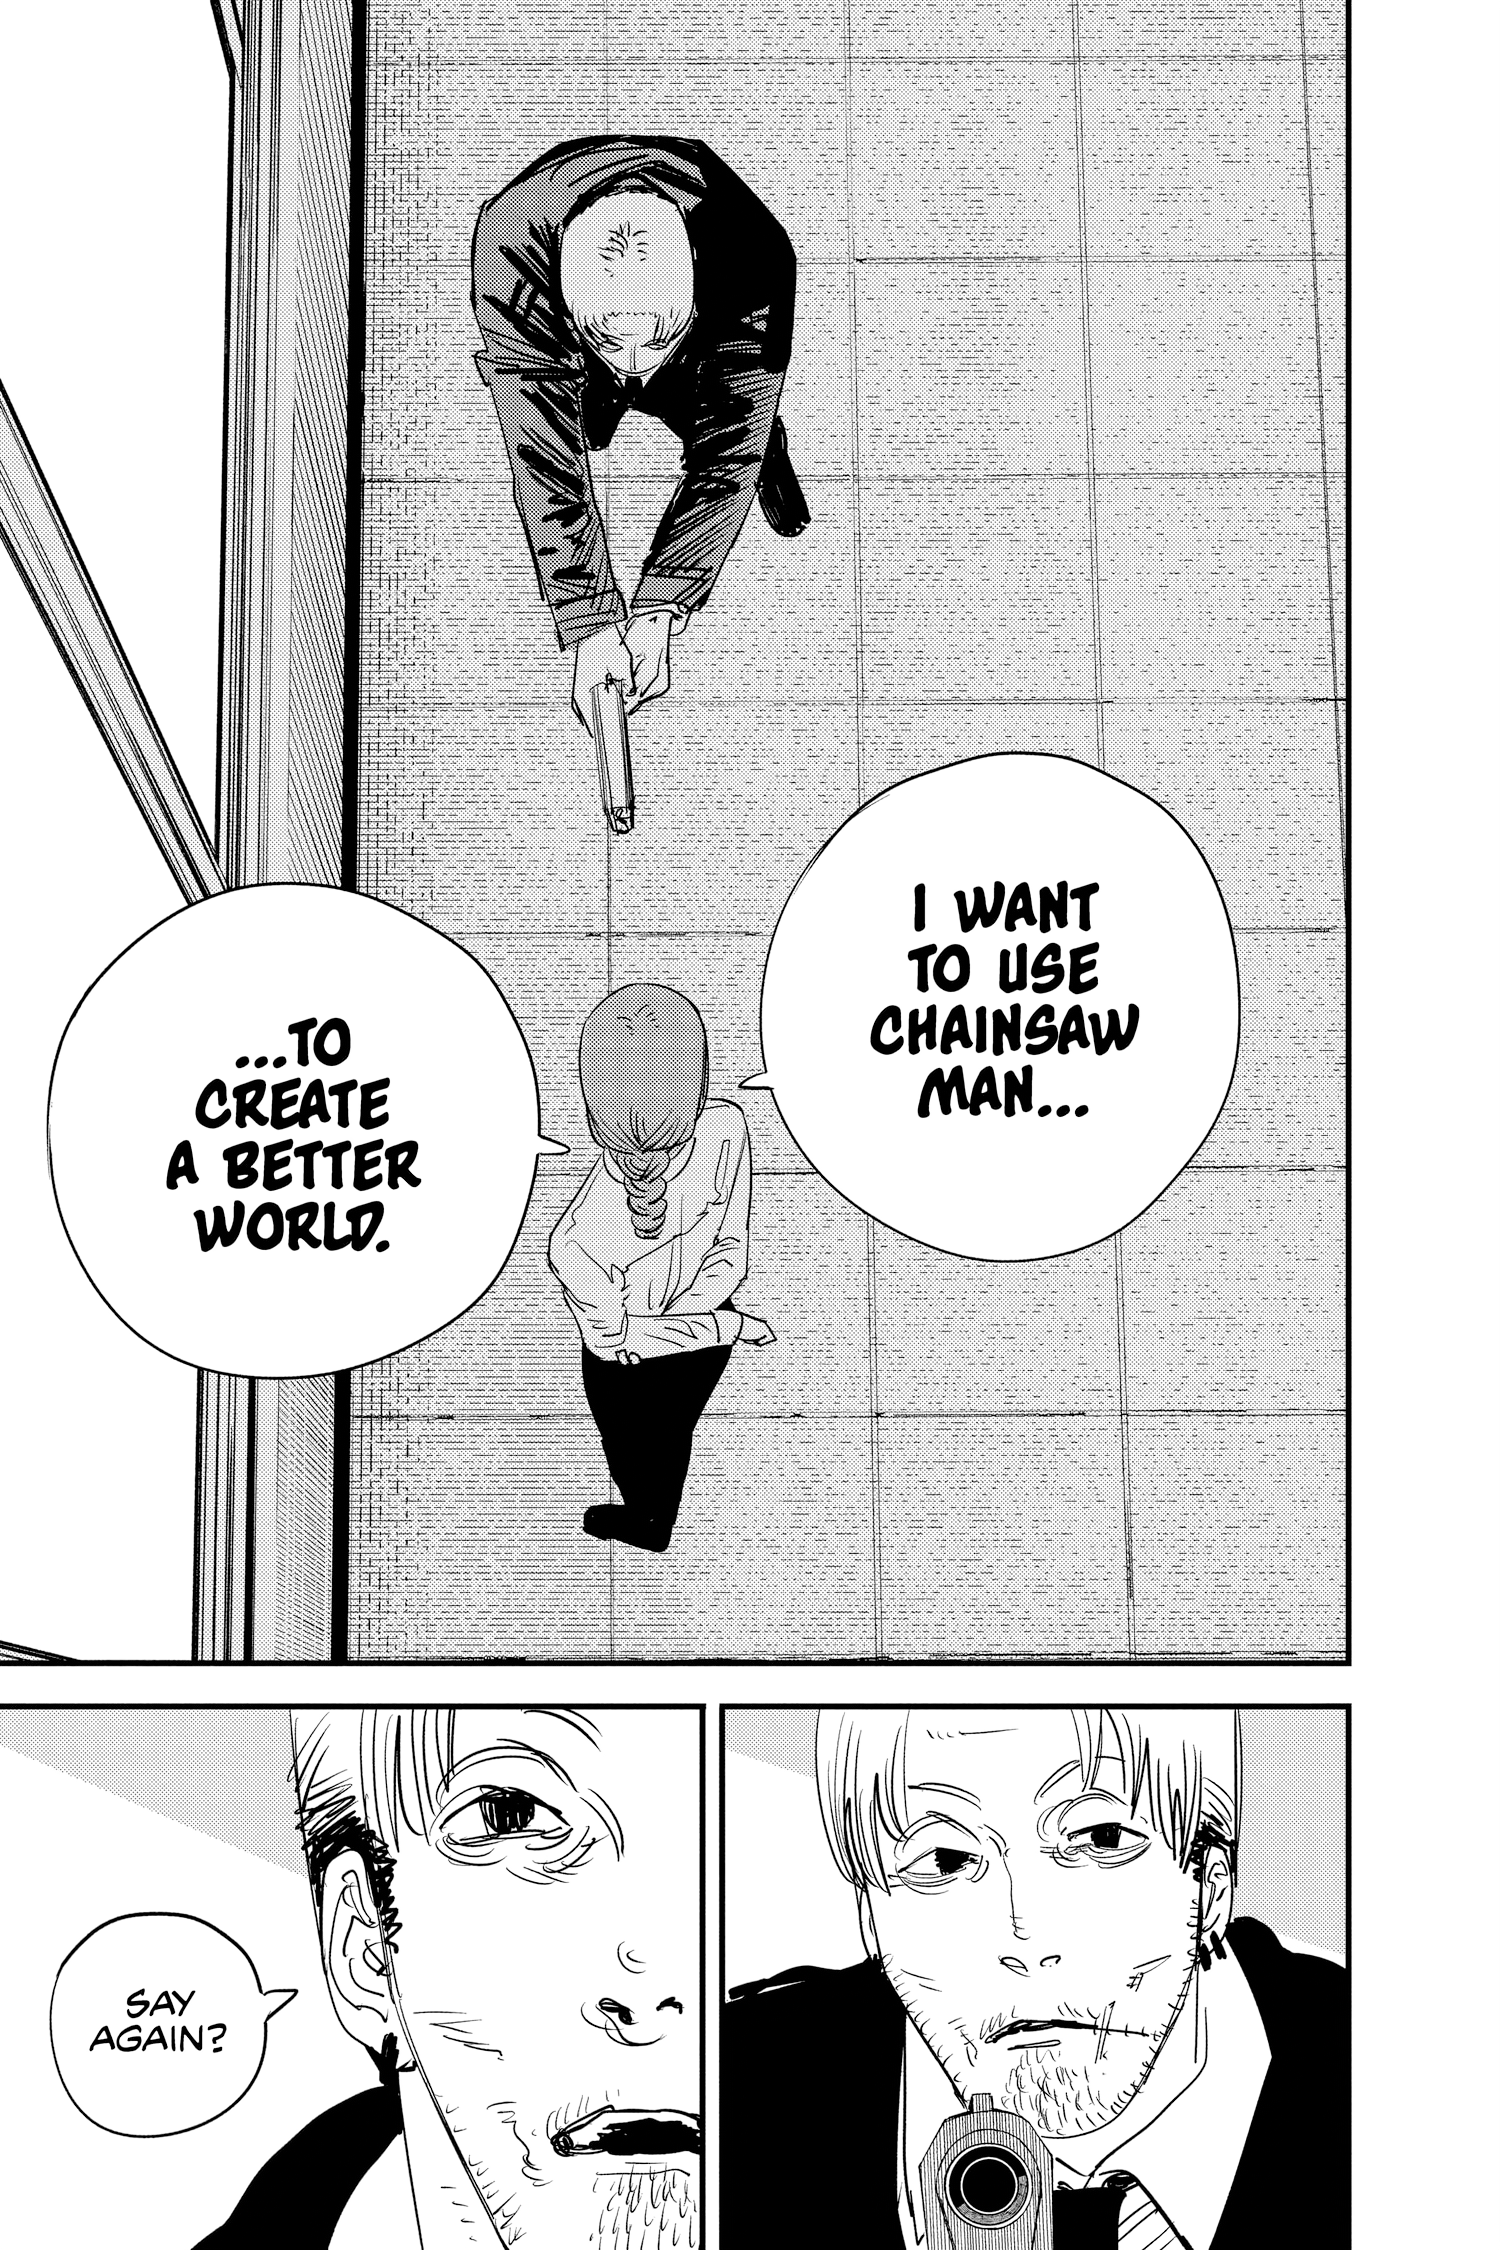 I WANT
TO USE
CHAINSAW
MAN...
...TO
CREATE
A BETTER
WORLD.
SAY
AGAIN?